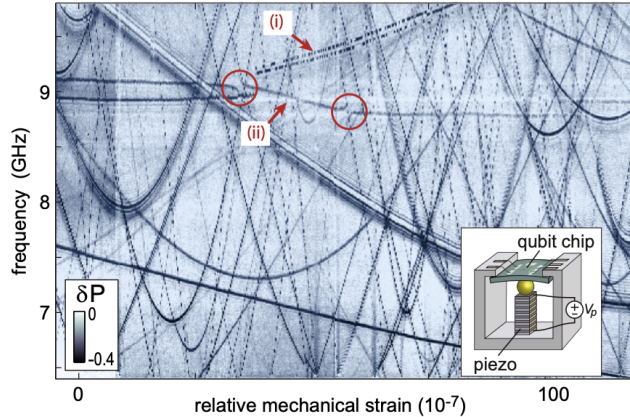 (i)
9
(ii)
frequency (GHz)
8
7
δP
0
-0.4
qubit chip
Vp
piezo
0
100
relative mechanical strain (10-7)